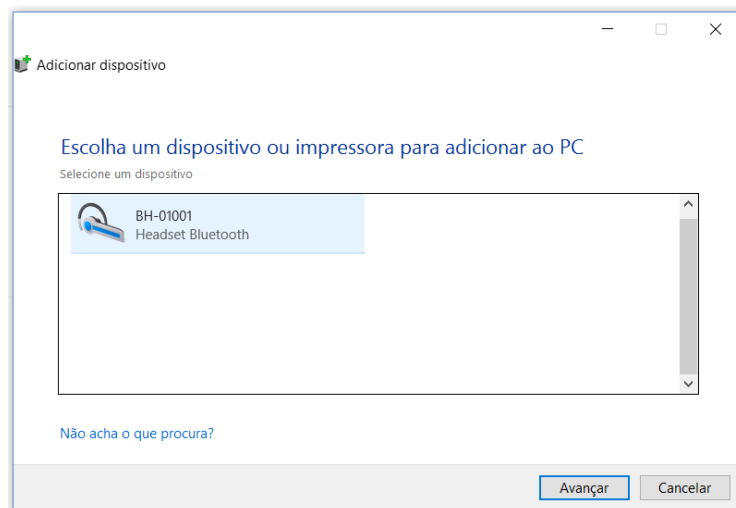 Adicionar dispositivo
Escolha um dispositivo ou impressora para adicionar ao PC
Selecione um dispositivo
BH-01001
Headset Bluetooth
Não acha o que procura?
Avançar Cancelar